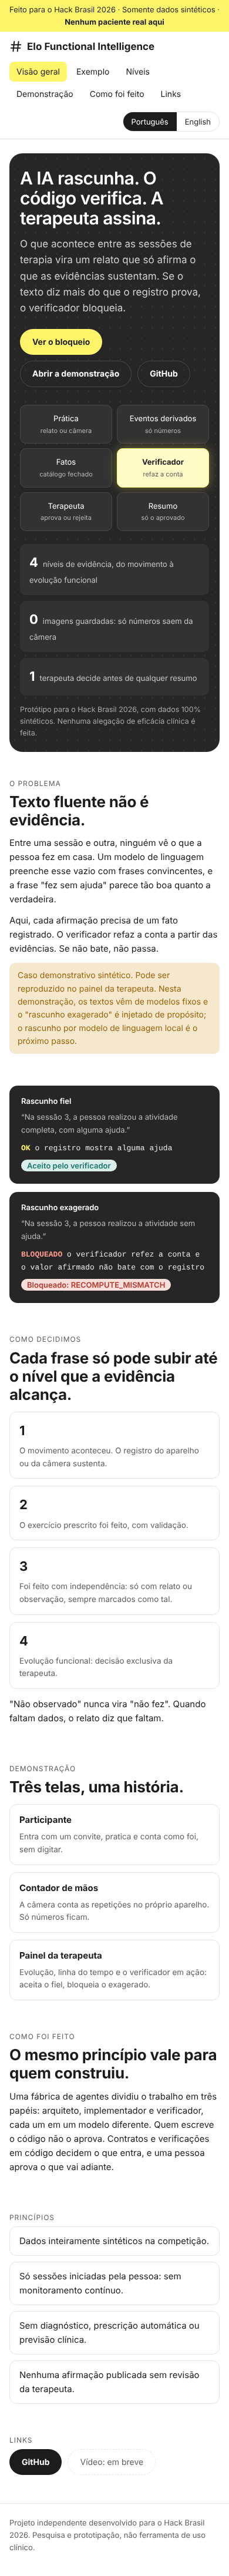 Feito para o Hack Brasil 2026 · Somente dados sintéticos ·
Nenhum paciente real aqui
Elo Functional Intelligence
Visão geral Exemplo Níveis
Demonstração Como foi feito Links
Português English
A IA rascunha. O
código verifica. A
terapeuta assina.
O que acontece entre as sessões de
terapia vira um relato que só afirma o
que as evidências sustentam. Se o
texto diz mais do que o registro prova,
o verificador bloqueia.
Ver o bloqueio
Abrir a demonstração GitHub
Prática
relato ou câmera
Eventos derivados
só números
Fatos
catálogo fechado
Verificador
refaz a conta
Terapeuta
aprova ou rejeita
Resumo
só o aprovado
4 níveis de evidência, do movimento à
evolução funcional
0 imagens guardadas: só números saem da
câmera
1 terapeuta decide antes de qualquer resumo
Protótipo para o Hack Brasil 2026, com dados 100%
sintéticos. Nenhuma alegação de eficácia clínica é
feita.
O PROBLEMA
Texto fluente não é
evidência.
Entre uma sessão e outra, ninguém vê o que a
pessoa fez em casa. Um modelo de linguagem
preenche esse vazio com frases convincentes, e
a frase "fez sem ajuda" parece tão boa quanto a
verdadeira.
Aqui, cada afirmação precisa de um fato
registrado. O verificador refaz a conta a partir das
evidências. Se não bate, não passa.
Caso demonstrativo sintético. Pode ser
reproduzido no painel da terapeuta. Nesta
demonstração, os textos vêm de modelos fixos e
o "rascunho exagerado" é injetado de propósito;
o rascunho por modelo de linguagem local é o
próximo passo.
Rascunho fiel
"Na sessão 3, a pessoa realizou a atividade
completa, com alguma ajuda."
OK o registro mostra alguma ajuda
Aceito pelo verificador
Rascunho exagerado
"Na sessão 3, a pessoa realizou a atividade sem
ajuda."
BLOQUEADO o verificador refez a conta e
o valor afirmado não bate com o registro
Bloqueado: RECOMPUTE_MISMATCH
COMO DECIDIMOS
Cada frase só pode subir até
o nível que a evidência
alcança.
1
O movimento aconteceu. O registro do aparelho
ou da câmera sustenta.
2
O exercício prescrito foi feito, com validação.
3
Foi feito com independência: só com relato ou
observação, sempre marcados como tal.
4
Evolução funcional: decisão exclusiva da
terapeuta.
"Não observado" nunca vira "não fez". Quando
faltam dados, o relato diz que faltam.
DEMONSTRAÇÃO
Três telas, uma história.
Participante
Entra com um convite, pratica e conta como foi,
sem digitar.
Contador de mãos
A câmera conta as repetições no próprio aparelho.
Só números ficam.
Painel da terapeuta
Evolução, linha do tempo e o verificador em ação:
aceita o fiel, bloqueia o exagerado.
COMO FOI FEITO
O mesmo princípio vale para
quem construiu.
Uma fábrica de agentes dividiu o trabalho em três
papéis: arquiteto, implementador e verificador,
cada um em um modelo diferente. Quem escreve
o código não o aprova. Contratos e verificações
em código decidem o que entra, e uma pessoa
aprova o que vai adiante.
PRINCÍPIOS
Dados inteiramente sintéticos na competição.
Só sessões iniciadas pela pessoa: sem
monitoramento contínuo.
Sem diagnóstico, prescrição automática ou
previsão clínica.
Nenhuma afirmação publicada sem revisão
da terapeuta.
LINKS
GitHub Vídeo: em breve
Projeto independente desenvolvido para o Hack Brasil
2026. Pesquisa e prototipação, não ferramenta de uso
clínico.